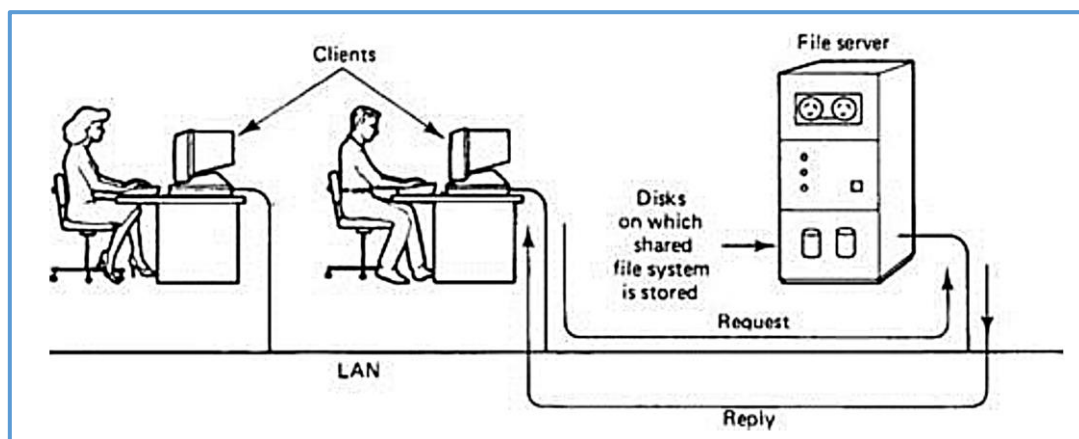 Clients
File server
Disks
on which
shared
file system
is stored
Request
LAN
Reply